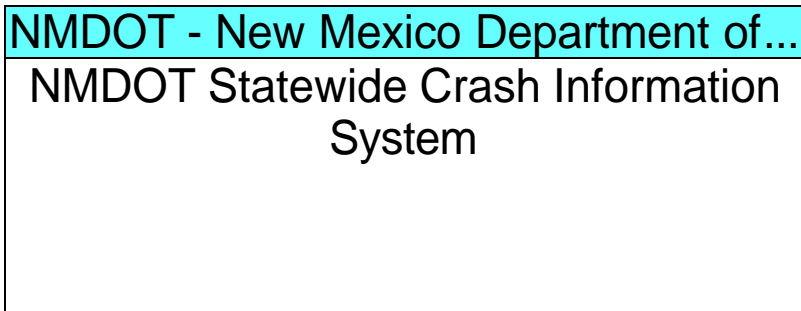 NMDOT - New Mexico Department of...
NMDOT Statewide Crash Information
System